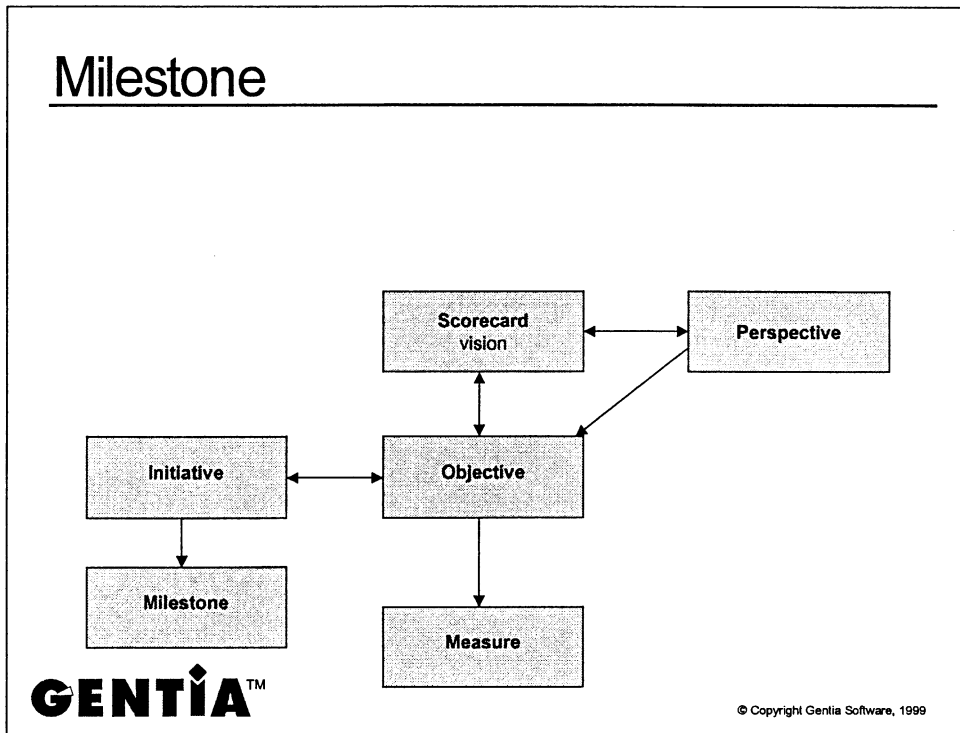 Milestone
Scorecard
vision
Perspective
Initiative
Objective
Milestone
Measure
GENTIA™
© Copyright Gentia Software, 1999